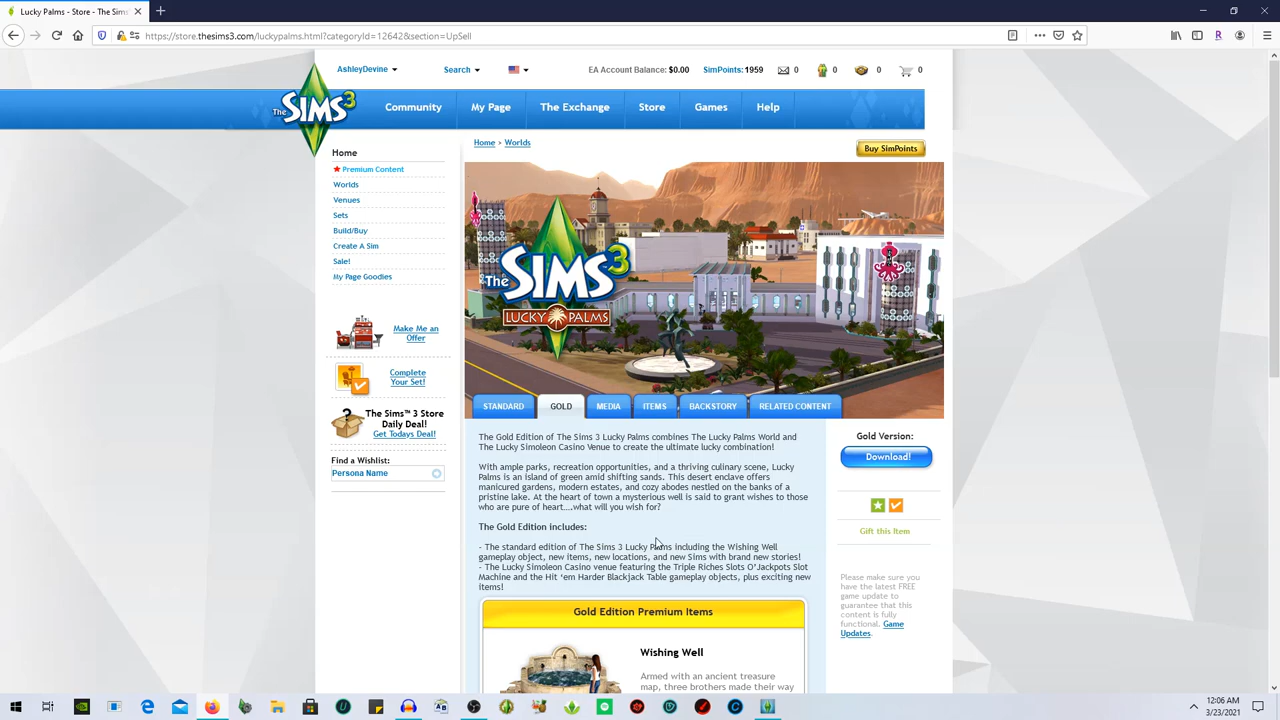 Lucky Palms - Store - The Sims
https://store.thesims3.com/luckypalms.html?categoryId=12642&section=UpSell
AshleyDevine
Search
EA Account Balance: $0.00
SimPoints: 1959
0
0
0
0
THE SIMS 3
Community
My Page
The Exchange
Store
Games
Help
Home > Worlds
Buy SimPoints
Home
Premium Content
Worlds
Venues
Sets
Build/Buy
Create A Sim
Sale!
My Page Goodies
Make Me an
Offer
Complete
Your Set!
The Sims™ 3 Store
Daily Deal!
Get Todays Deal!
Find a Wishlist:
Persona Name
The SIMS 3
LUCKY PALMS
STANDARD
GOLD
MEDIA
ITEMS
BACKSTORY
RELATED CONTENT
The Gold Edition of The Sims 3 Lucky Palms combines The Lucky Palms World and
The Lucky Simoleon Casino Venue to create the ultimate lucky combination!
With ample parks, recreation opportunities, and a thriving culinary scene, Lucky
Palms is an island of green amid shifting sands. This desert enclave offers
manicured gardens, modern estates, and cozy abodes nestled on the banks of a
pristine lake. At the heart of town a mysterious well is said to grant wishes to those
who are pure of heart….what will you wish for?
The Gold Edition includes:
- The standard edition of The Sims 3 Lucky Palms including the Wishing Well
gameplay object, new items, new locations, and new Sims with brand new stories!
- The Lucky Simoleon Casino venue featuring the Triple Riches Slots O'Jackpots Slot
Machine and the Hit 'em Harder Blackjack Table gameplay objects, plus exciting new
items!
Gold Edition Premium Items
Wishing Well
Armed with an ancient treasure
map, three brothers made their way
Gold Version:
Download!
Gift this Item
Please make sure you
have the latest FREE
game update to
guarantee that this
content is fully
functional. Game
Updates.
12:06 AM
3/23/2021